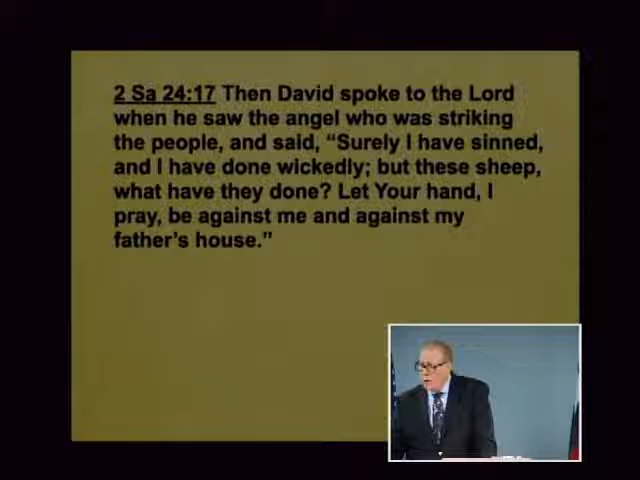 2 Sa 24:17 Then David spoke to the Lord
when he saw the angel who was striking
the people, and said, “Surely I have sinned,
and I have done wickedly; but these sheep,
what have they done? Let Your hand, I
pray, be against me and against my
father’s house.”